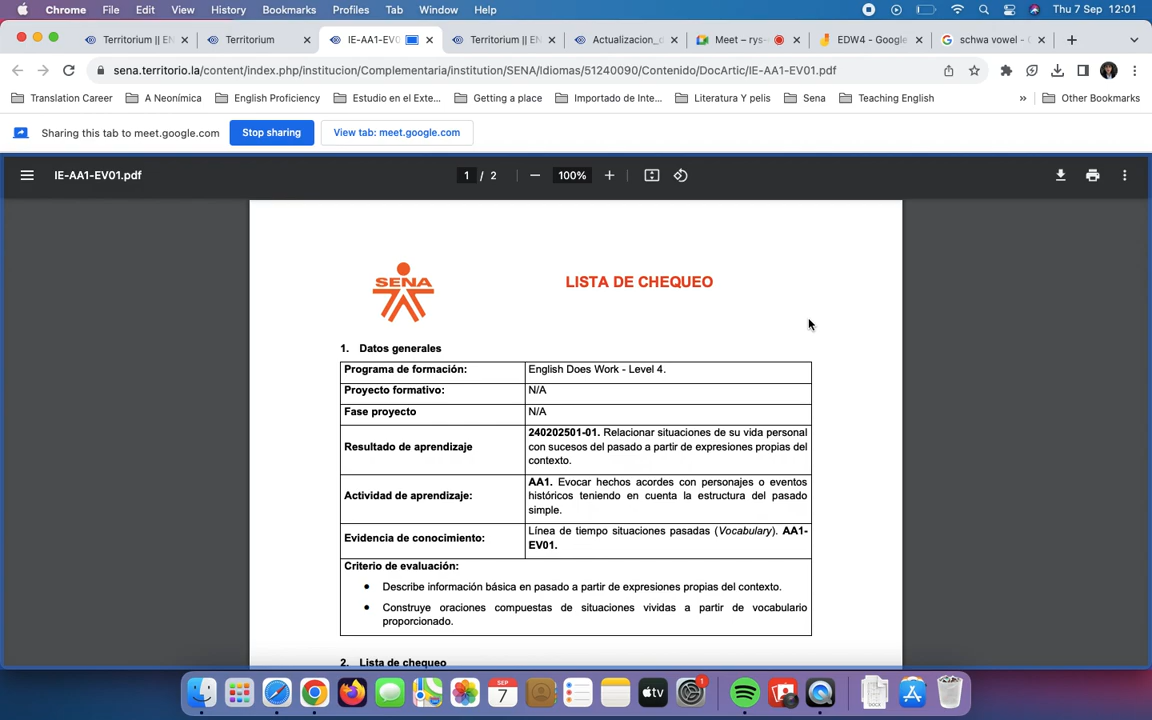 Chrome File Edit View History Bookmarks Profiles Tab Window Help Thu 7 Sep 12:01
Territorium || EN Territorium IE-AA1-EV0 Territorium || EN Actualizacion_d Meet – rys- EDW4 - Google schwa vowel - G
sena.territorio.la/content/index.php/institucion/Complementaria/institution/SENA/Idiomas/51240090/Contenido/DocArtic/IE-AA1-EV01.pdf
Translation Career A Neonímica English Proficiency Estudio en el Exte... Getting a place Importado de Inte... Literatura Y pelis Sena Teaching English » Other Bookmarks
Sharing this tab to meet.google.com Stop sharing View tab: meet.google.com
IE-AA1-EV01.pdf 1 / 2 100%
SENA
LISTA DE CHEQUEO
1. Datos generales
Programa de formación: English Does Work - Level 4.
Proyecto formativo: N/A
Fase proyecto N/A
Resultado de aprendizaje
240202501-01. Relacionar situaciones de su vida personal
con sucesos del pasado a partir de expresiones propias del
contexto.
Actividad de aprendizaje:
AA1. Evocar hechos acordes con personajes o eventos
históricos teniendo en cuenta la estructura del pasado
simple.
Evidencia de conocimiento:
Línea de tiempo situaciones pasadas (Vocabulary). AA1-
EV01.
Criterio de evaluación:
• Describe información básica en pasado a partir de expresiones propias del contexto.
• Construye oraciones compuestas de situaciones vividas a partir de vocabulario
proporcionado.
2. Lista de chequeo
SEP
7
tv
1
DOCX